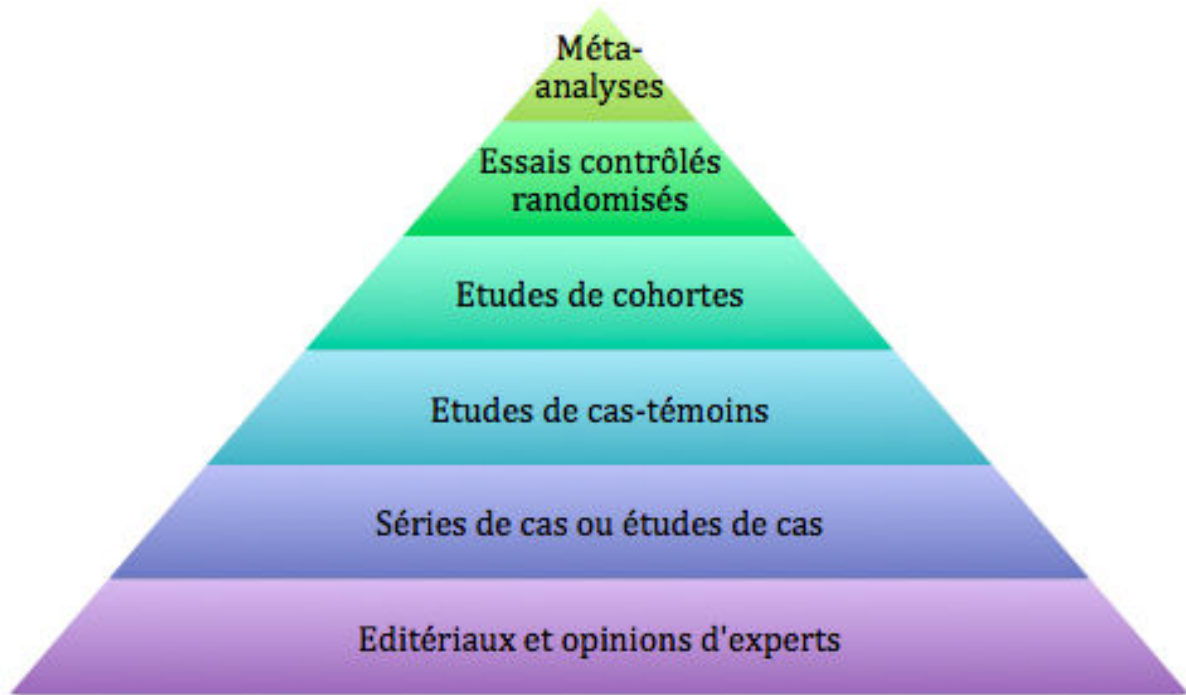 Méta-
analyses
Essais contrôlés
randomisés
Etudes de cohortes
Etudes de cas-témoins
Séries de cas ou études de cas
Editériaux et opinions d'experts